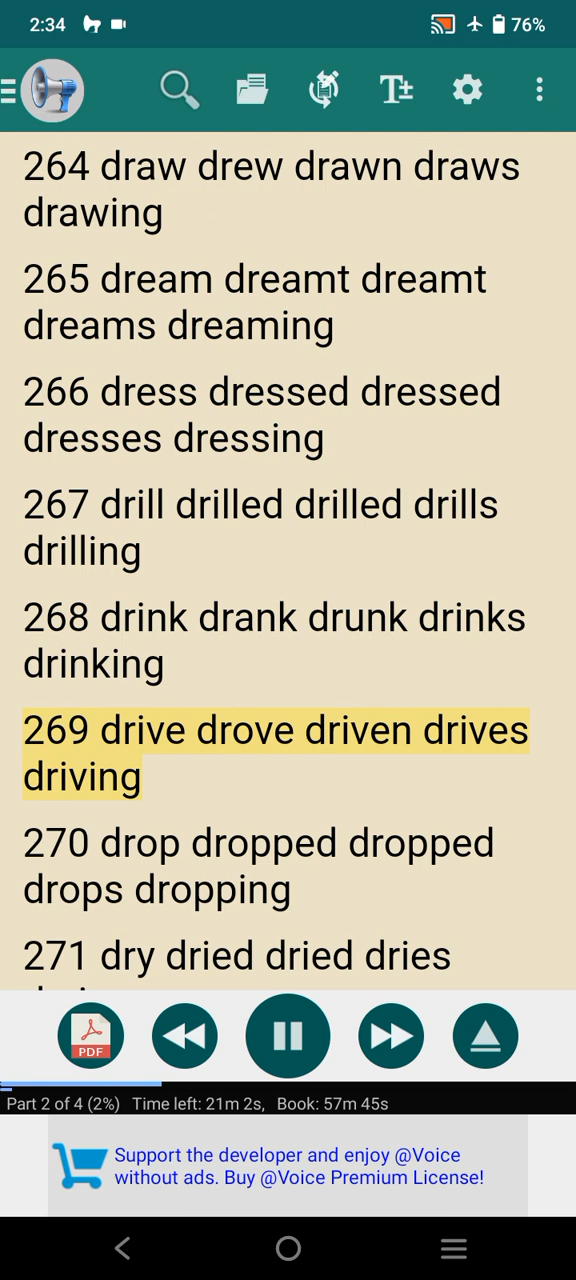 2:34
76%
T±
264 draw drew drawn draws
drawing
265 dream dreamt dreamt
dreams dreaming
266 dress dressed dressed
dresses dressing
267 drill drilled drilled drills
drilling
268 drink drank drunk drinks
drinking
269 drive drove driven drives
driving
270 drop dropped dropped
drops dropping
271 dry dried dried dries
PDF
Part 2 of 4 (2%) Time left: 21m 2s, Book: 57m 45s
Support the developer and enjoy @Voice
without ads. Buy @Voice Premium License!